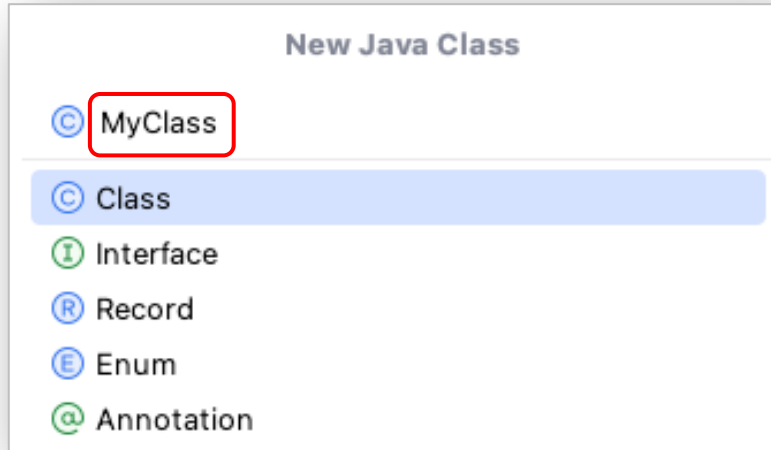 New Java Class
© MyClass
© Class
Ⓘ Interface
® Record
Ⓔ Enum
@ Annotation